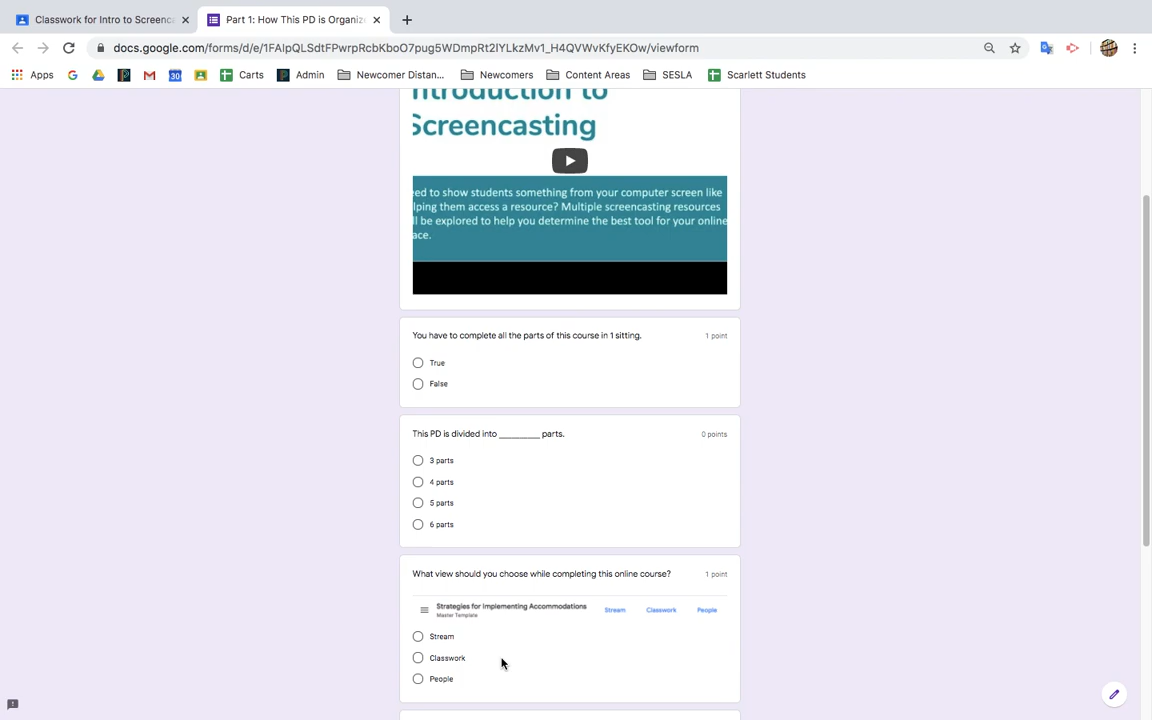 Classwork for Intro to Screenca
Part 1: How This PD is Organize
docs.google.com/forms/d/e/1FAIpQLSdtFPwrpRcbKboO7pug5WDmpRt2IYLkzMv1_H4QVWvKfyEKOw/viewform
Apps
Carts
Admin
Newcomer Distan...
Newcomers
Content Areas
SESLA
Scarlett Students
ntroduction to
Screencasting
ed to show students something from your computer screen like
lping them access a resource? Multiple screencasting resources
ll be explored to help you determine the best tool for your online
ace.
You have to complete all the parts of this course in 1 sitting.
1 point
True
False
This PD is divided into _________ parts.
0 points
3 parts
4 parts
5 parts
6 parts
What view should you choose while completing this online course?
1 point
Strategies for Implementing Accommodations
Master Template
Stream
Classwork
People
Stream
Classwork
People